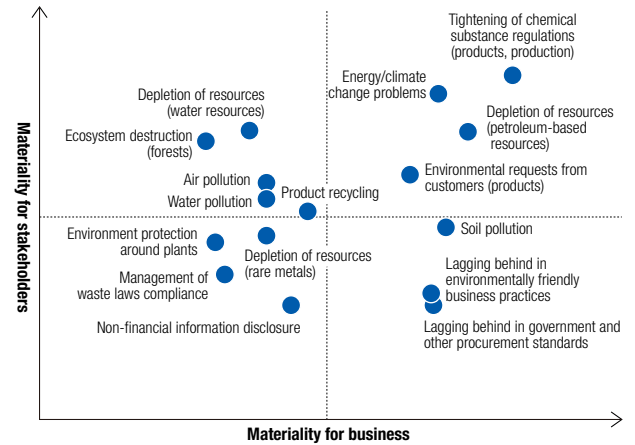 Tightening of chemical
substance regulations
(products, production)
Energy/climate
change problems
Depletion of resources
(water resources)
Depletion of resources
(petroleum-based
resources)
Ecosystem destruction
(forests)
Environmental requests from
customers (products)
Air pollution
Product recycling
Water pollution
Soil pollution
Environment protection
around plants
Depletion of resources
(rare metals)
Lagging behind in
environmentally friendly
business practices
Management of
waste laws compliance
Non-financial information disclosure
Lagging behind in government and
other procurement standards
Materiality for stakeholders
Materiality for business